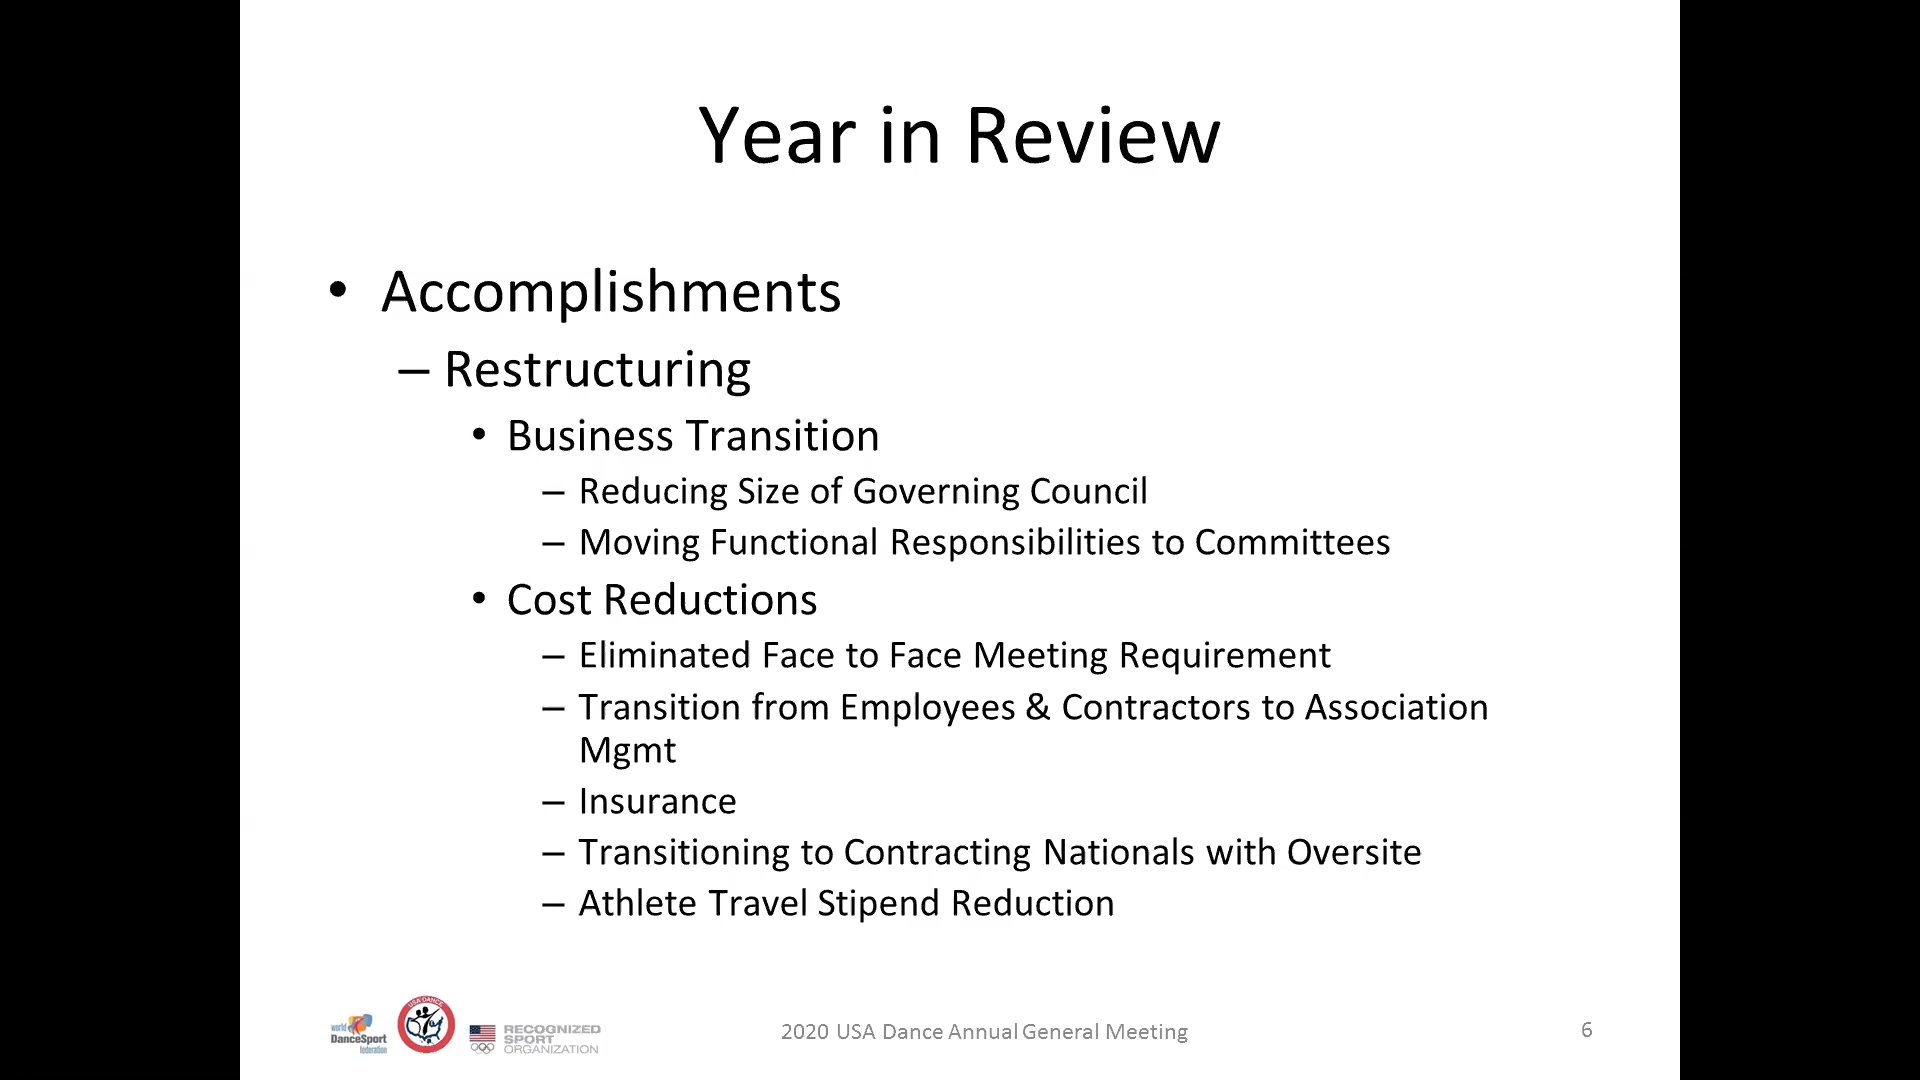 Year in Review
• Accomplishments
– Restructuring
• Business Transition
– Reducing Size of Governing Council
– Moving Functional Responsibilities to Committees
• Cost Reductions
– Eliminated Face to Face Meeting Requirement
– Transition from Employees & Contractors to Association
Mgmt
– Insurance
– Transitioning to Contracting Nationals with Oversite
– Athlete Travel Stipend Reduction
world
DanceSport
federation
USA DANCE
RECOGNIZED
SPORT
ORGANIZATION
2020 USA Dance Annual General Meeting
6